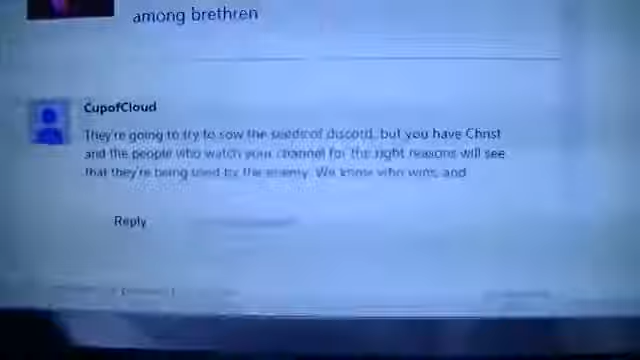 among brethren
CupofCloud
They're going to try to sow the seeds of discord, but you have Christ
and the people who watch your channel for the right reasons will see
that they're being used by the enemy. We know who wins, and
Reply